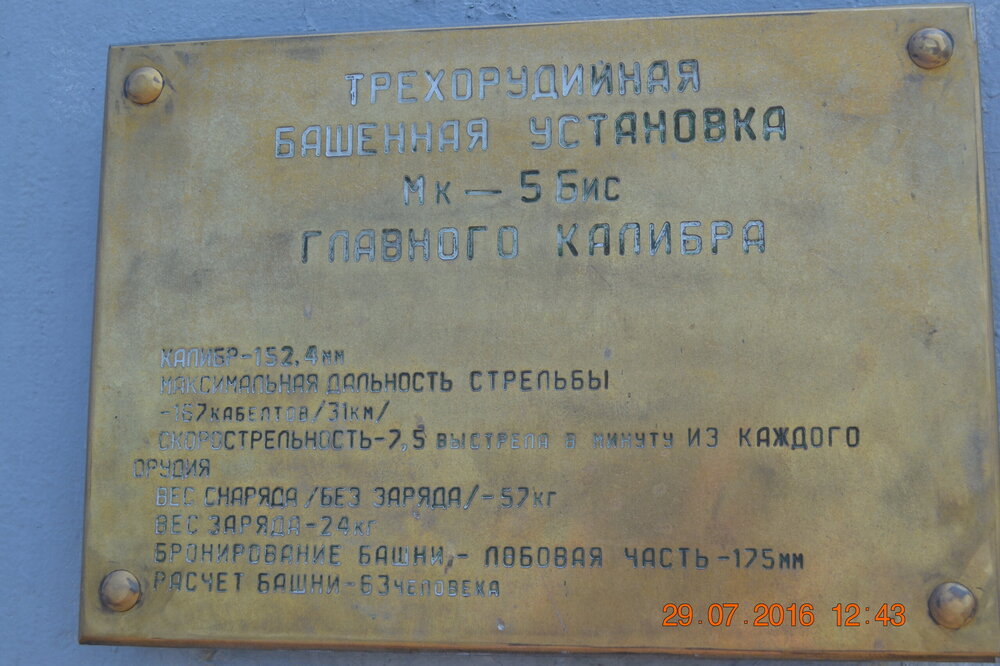 ТРЕХОРУДИЙНАЯ
БАШЕННАЯ УСТАНОВКА
Мк — 5 Бис
ГЛАВНОГО КАЛИБРА
КАЛИБР-152,4мм
МАКСИМАЛЬНАЯ ДАЛЬНОСТЬ СТРЕЛЬБЫ
-167КАБЕЛТОВ/31КМ/
СКОРОСТРЕЛЬНОСТЬ-7,5 ВЫСТРЕЛА В МИНУТУ ИЗ КАЖДОГО
ОРУДИЯ
ВЕС СНАРЯДА /БЕЗ ЗАРЯДА/-57кг
ВЕС ЗАРЯДА-24кг
БРОНИРОВАНИЕ БАШНИ,- ЛОБОВАЯ ЧАСТЬ-175мм
РАСЧЕТ БАШНИ-63ЧЕЛОВЕКА
29.07.2016 12:43